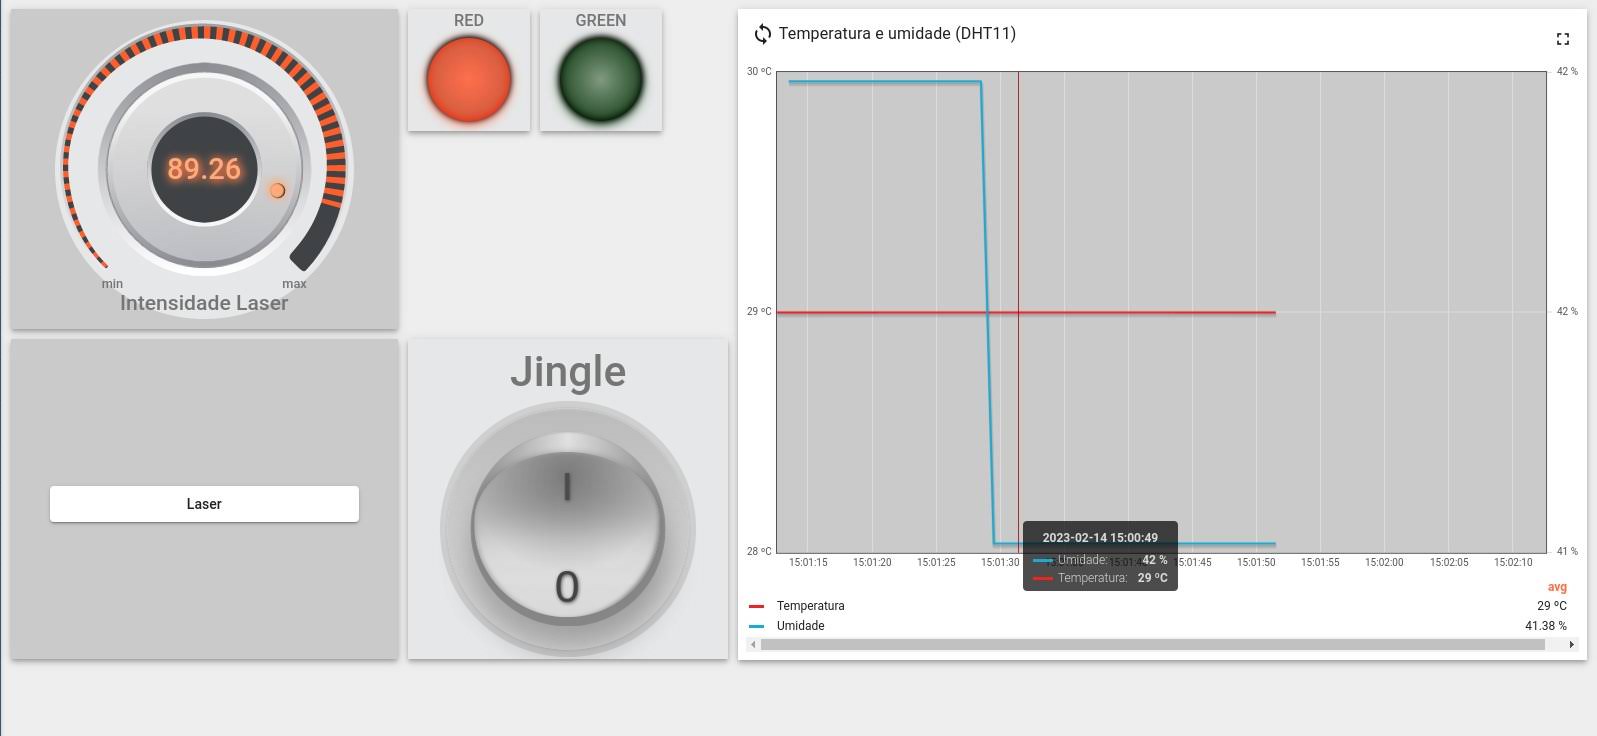 89.26
min
max
Intensidade Laser
RED
GREEN
Laser
Jingle
I
0
Temperatura e umidade (DHT11)
30 ºC
29 ºC
28 ºC
42 %
42 %
41 %
15:01:15 15:01:20 15:01:25 15:01:30 15:01:45 15:01:50 15:01:55 15:02:00 15:02:05 15:02:10
2023-02-14 15:00:49
Umidade: 42 %
Temperatura: 29 ºC
avg
Temperatura 29 ºC
Umidade 41.38 %